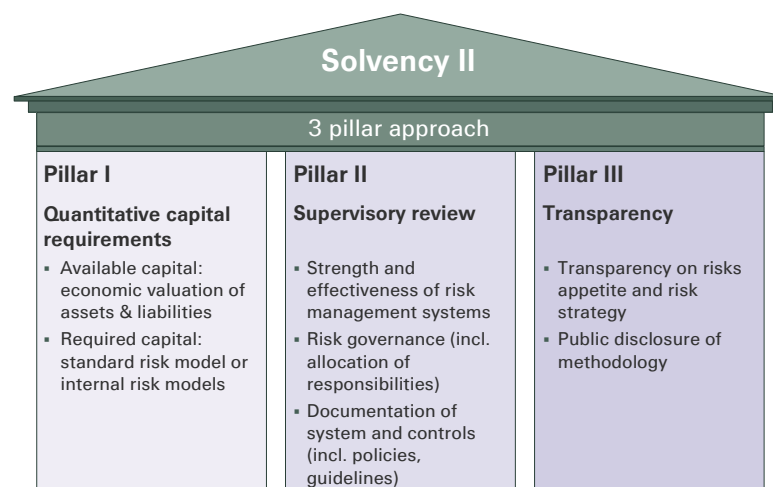 Solvency II
3 pillar approach
Pillar I
Quantitative capital
requirements
▪ Available capital:
economic valuation of
assets & liabilities
▪ Required capital:
standard risk model or
internal risk models
Pillar II
Supervisory review
▪ Strength and
effectiveness of risk
management systems
▪ Risk governance (incl.
allocation of
responsibilities)
▪ Documentation of
system and controls
(incl. policies,
guidelines)
Pillar III
Transparency
▪ Transparency on risks
appetite and risk
strategy
▪ Public disclosure of
methodology